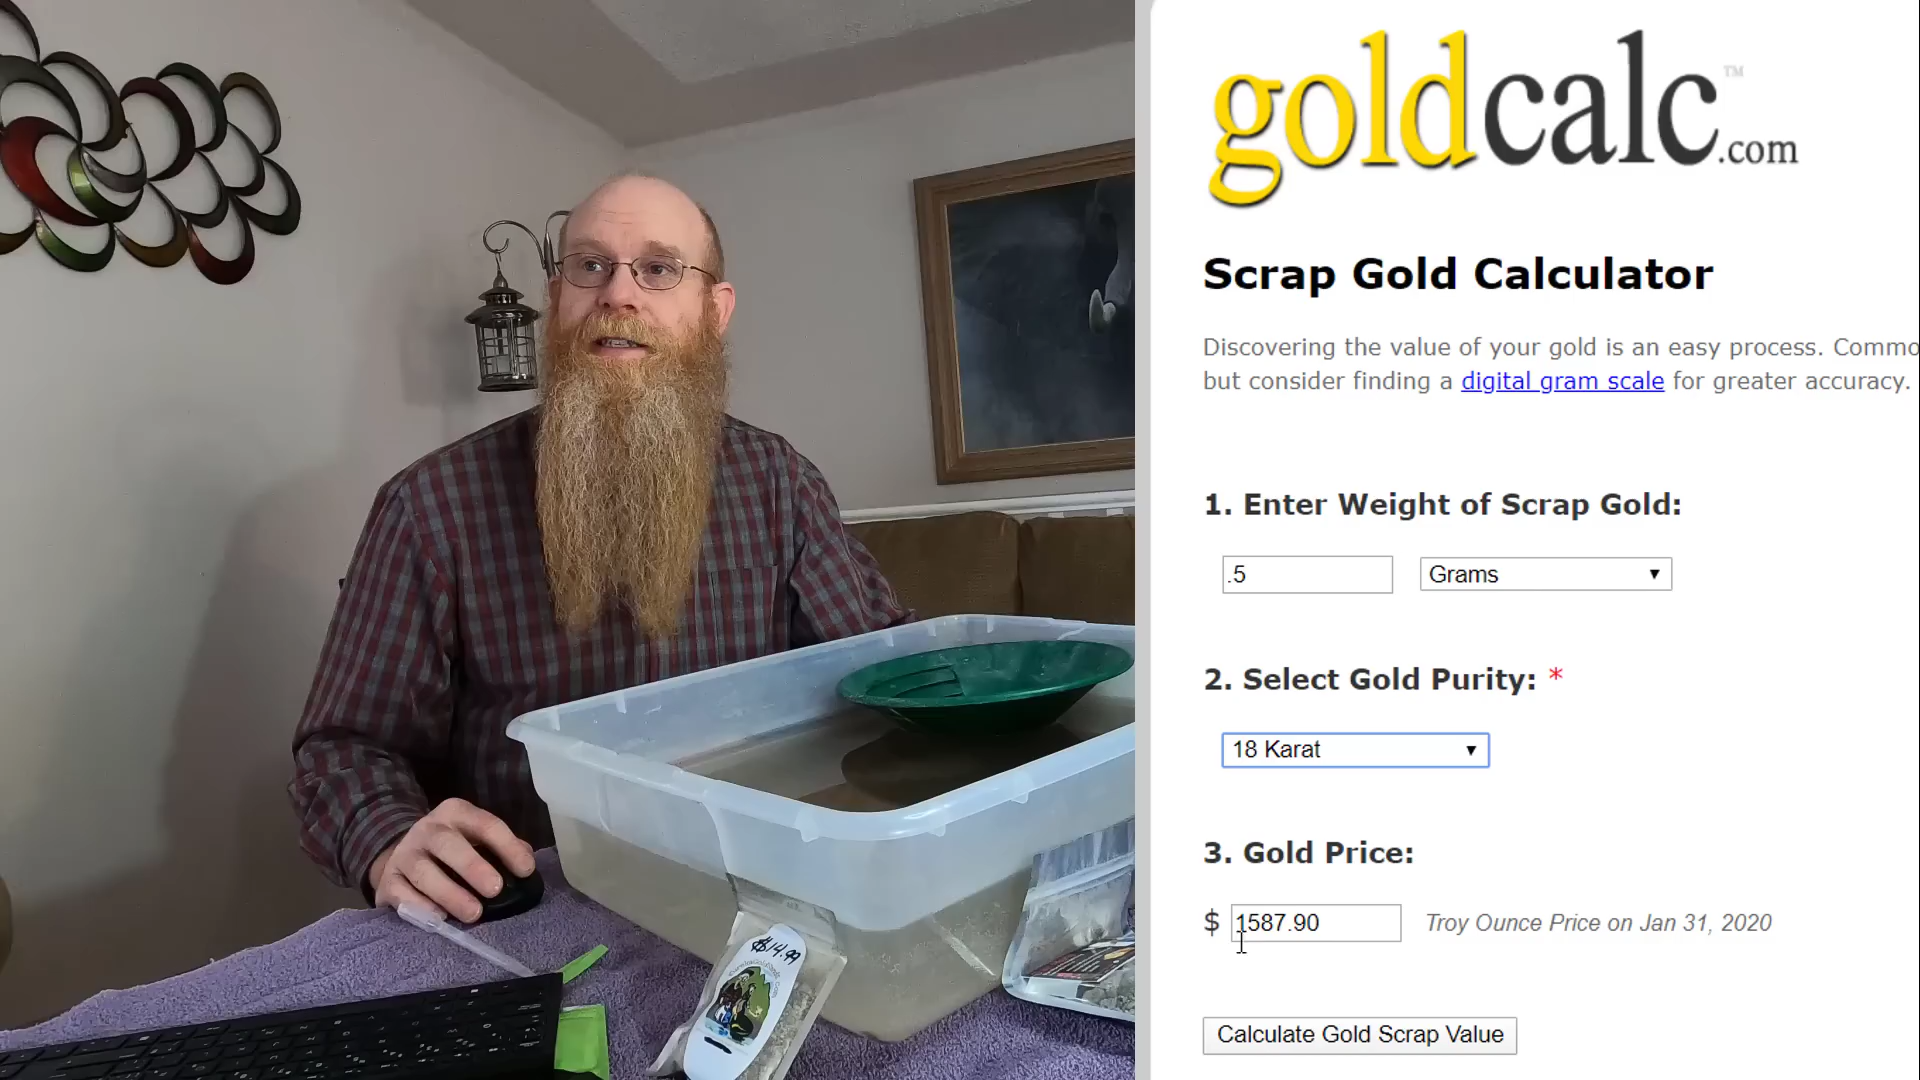 goldcalc.com™
Scrap Gold Calculator
Discovering the value of your gold is an easy process. Commo
but consider finding a digital gram scale for greater accuracy.
1. Enter Weight of Scrap Gold:
.5 Grams
2. Select Gold Purity: *
18 Karat
3. Gold Price:
$ 1587.90 Troy Ounce Price on Jan 31, 2020
Calculate Gold Scrap Value
$14.99